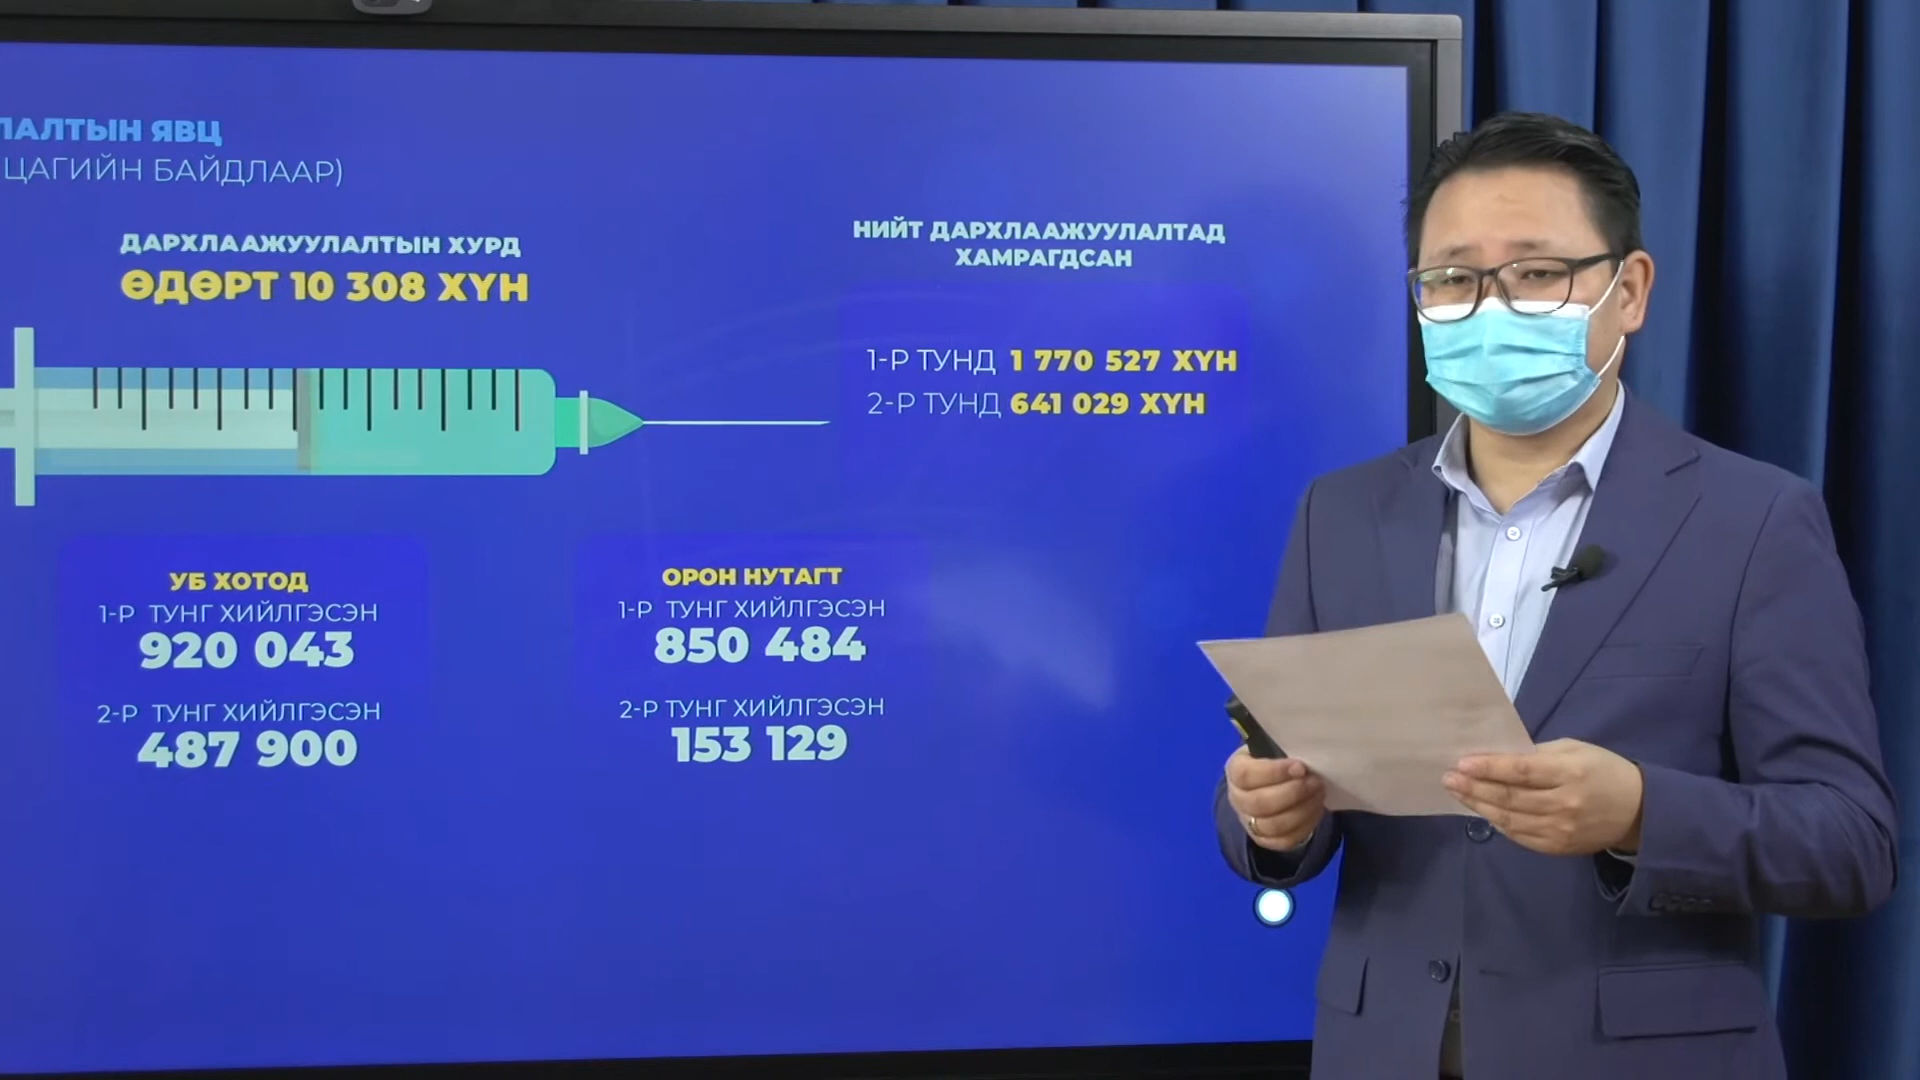 ЯВЦ
ЦАГИЙН БАЙДЛААР)
ДАРХЛААЖУУЛАЛТЫН ХУРД
ӨДӨРТ 10 308 ХҮН
НИЙТ ДАРХЛААЖУУЛАЛТАД
ХАМРАГДСАН
1-Р ТУНД 1 770 527 ХҮН
2-Р ТУНД 641 029 ХҮН
УБ ХОТОД
1-Р ТУНГ ХИЙЛГЭСЭН
920 043
2-Р ТУНГ ХИЙЛГЭСЭН
487 900
ОРОН НУТАГТ
1-Р ТУНГ ХИЙЛГЭСЭН
850 484
2-Р ТУНГ ХИЙЛГЭСЭН
153 129